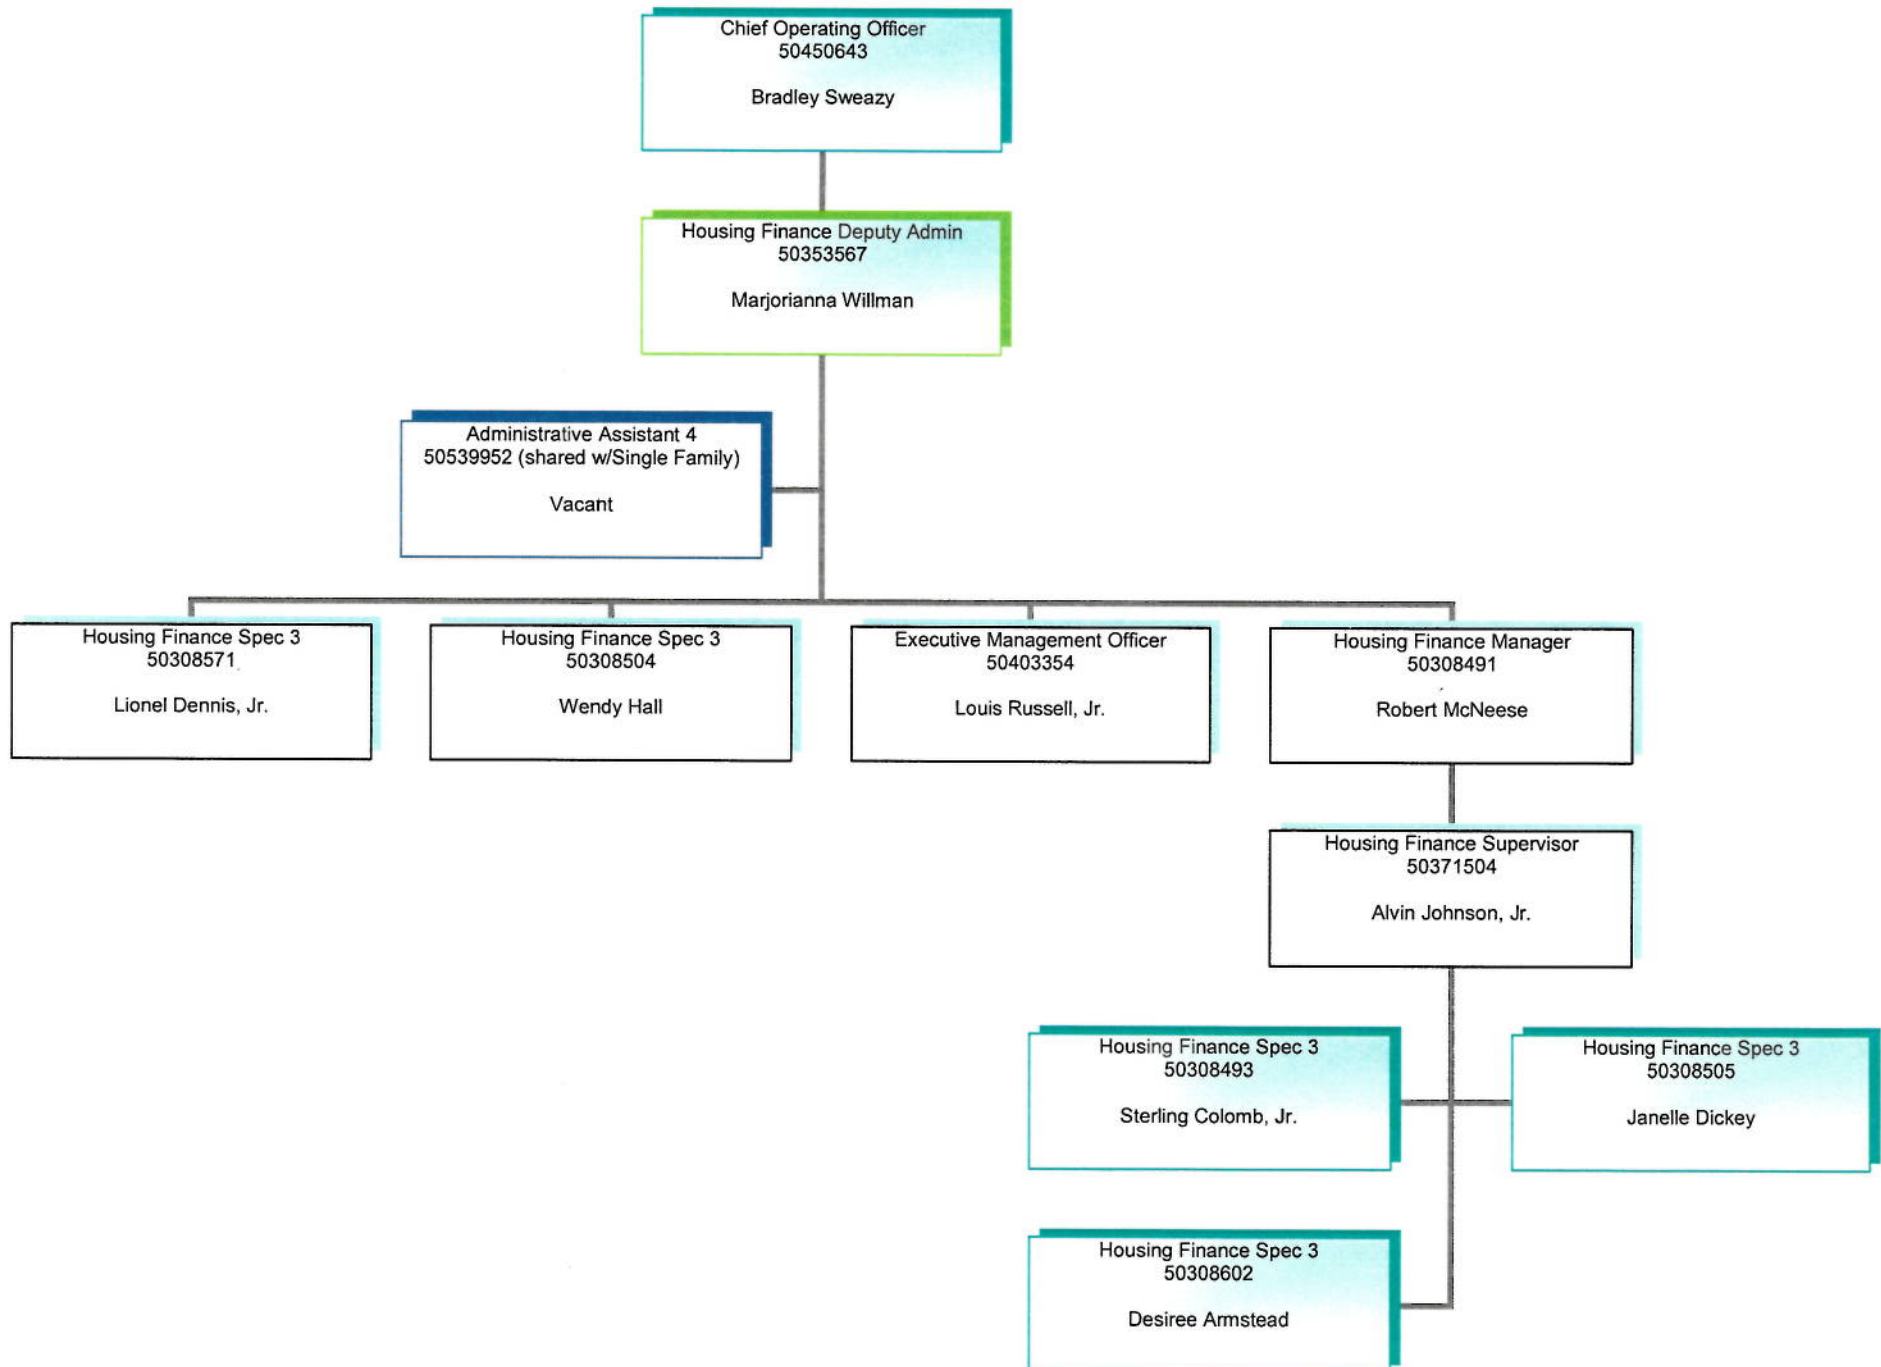 Chief Operating Officer
50450643
Bradley Sweazy
Housing Finance Deputy Admin
50353567
Marjorianna Willman
Administrative Assistant 4
50539952 (shared w/Single Family)
Vacant
Housing Finance Spec 3
50308571
Lionel Dennis, Jr.
Housing Finance Spec 3
50308504
Wendy Hall
Executive Management Officer
50403354
Louis Russell, Jr.
Housing Finance Manager
50308491
Robert McNeese
Housing Finance Supervisor
50371504
Alvin Johnson, Jr.
Housing Finance Spec 3
50308493
Sterling Colomb, Jr.
Housing Finance Spec 3
50308505
Janelle Dickey
Housing Finance Spec 3
50308602
Desiree Armstead